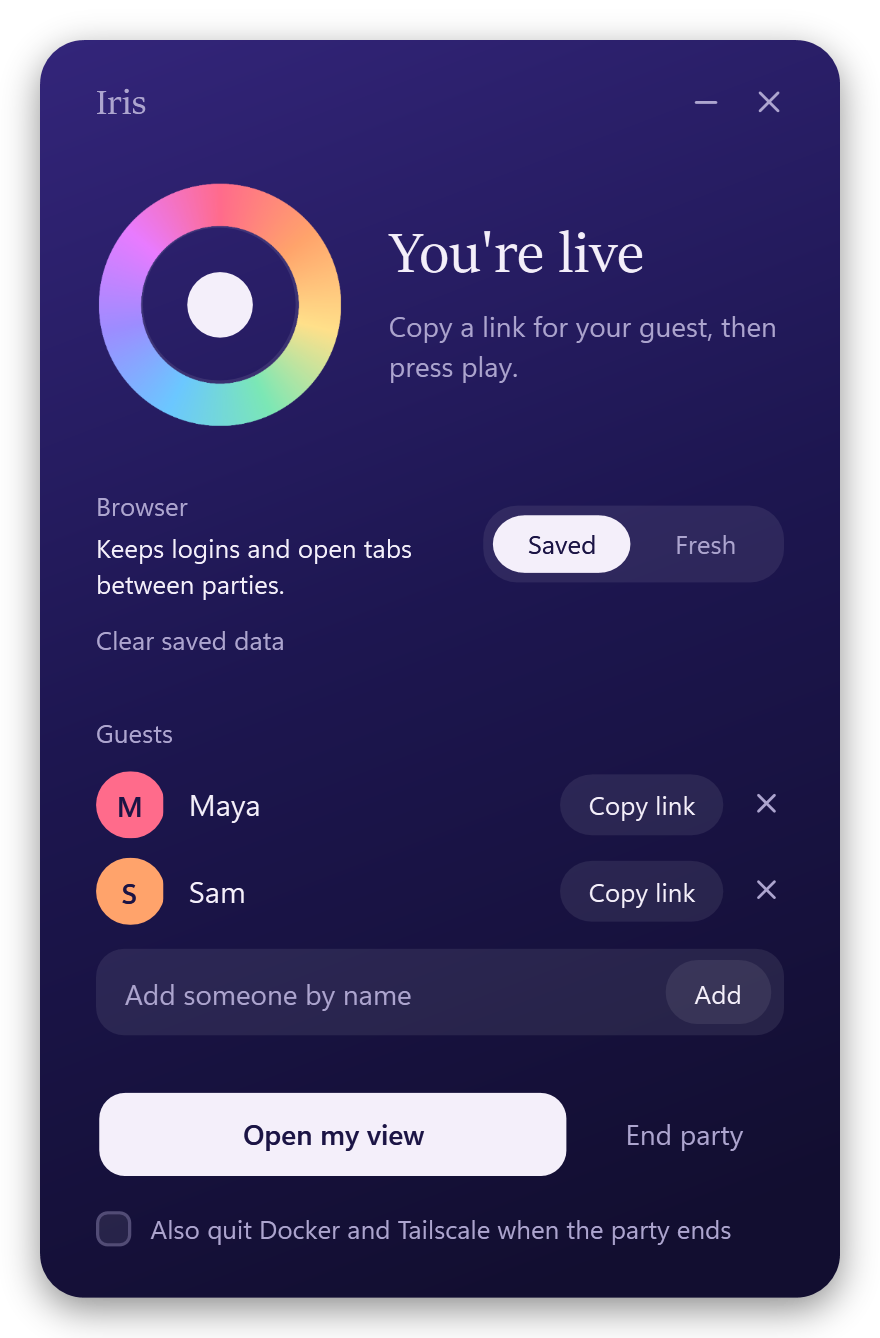 Iris
You're live
Copy a link for your guest, then
press play.
Browser
Keeps logins and open tabs
between parties.
Saved
Fresh
Clear saved data
Guests
M
Maya
Copy link
S
Sam
Copy link
Add someone by name
Add
Open my view
End party
Also quit Docker and Tailscale when the party ends